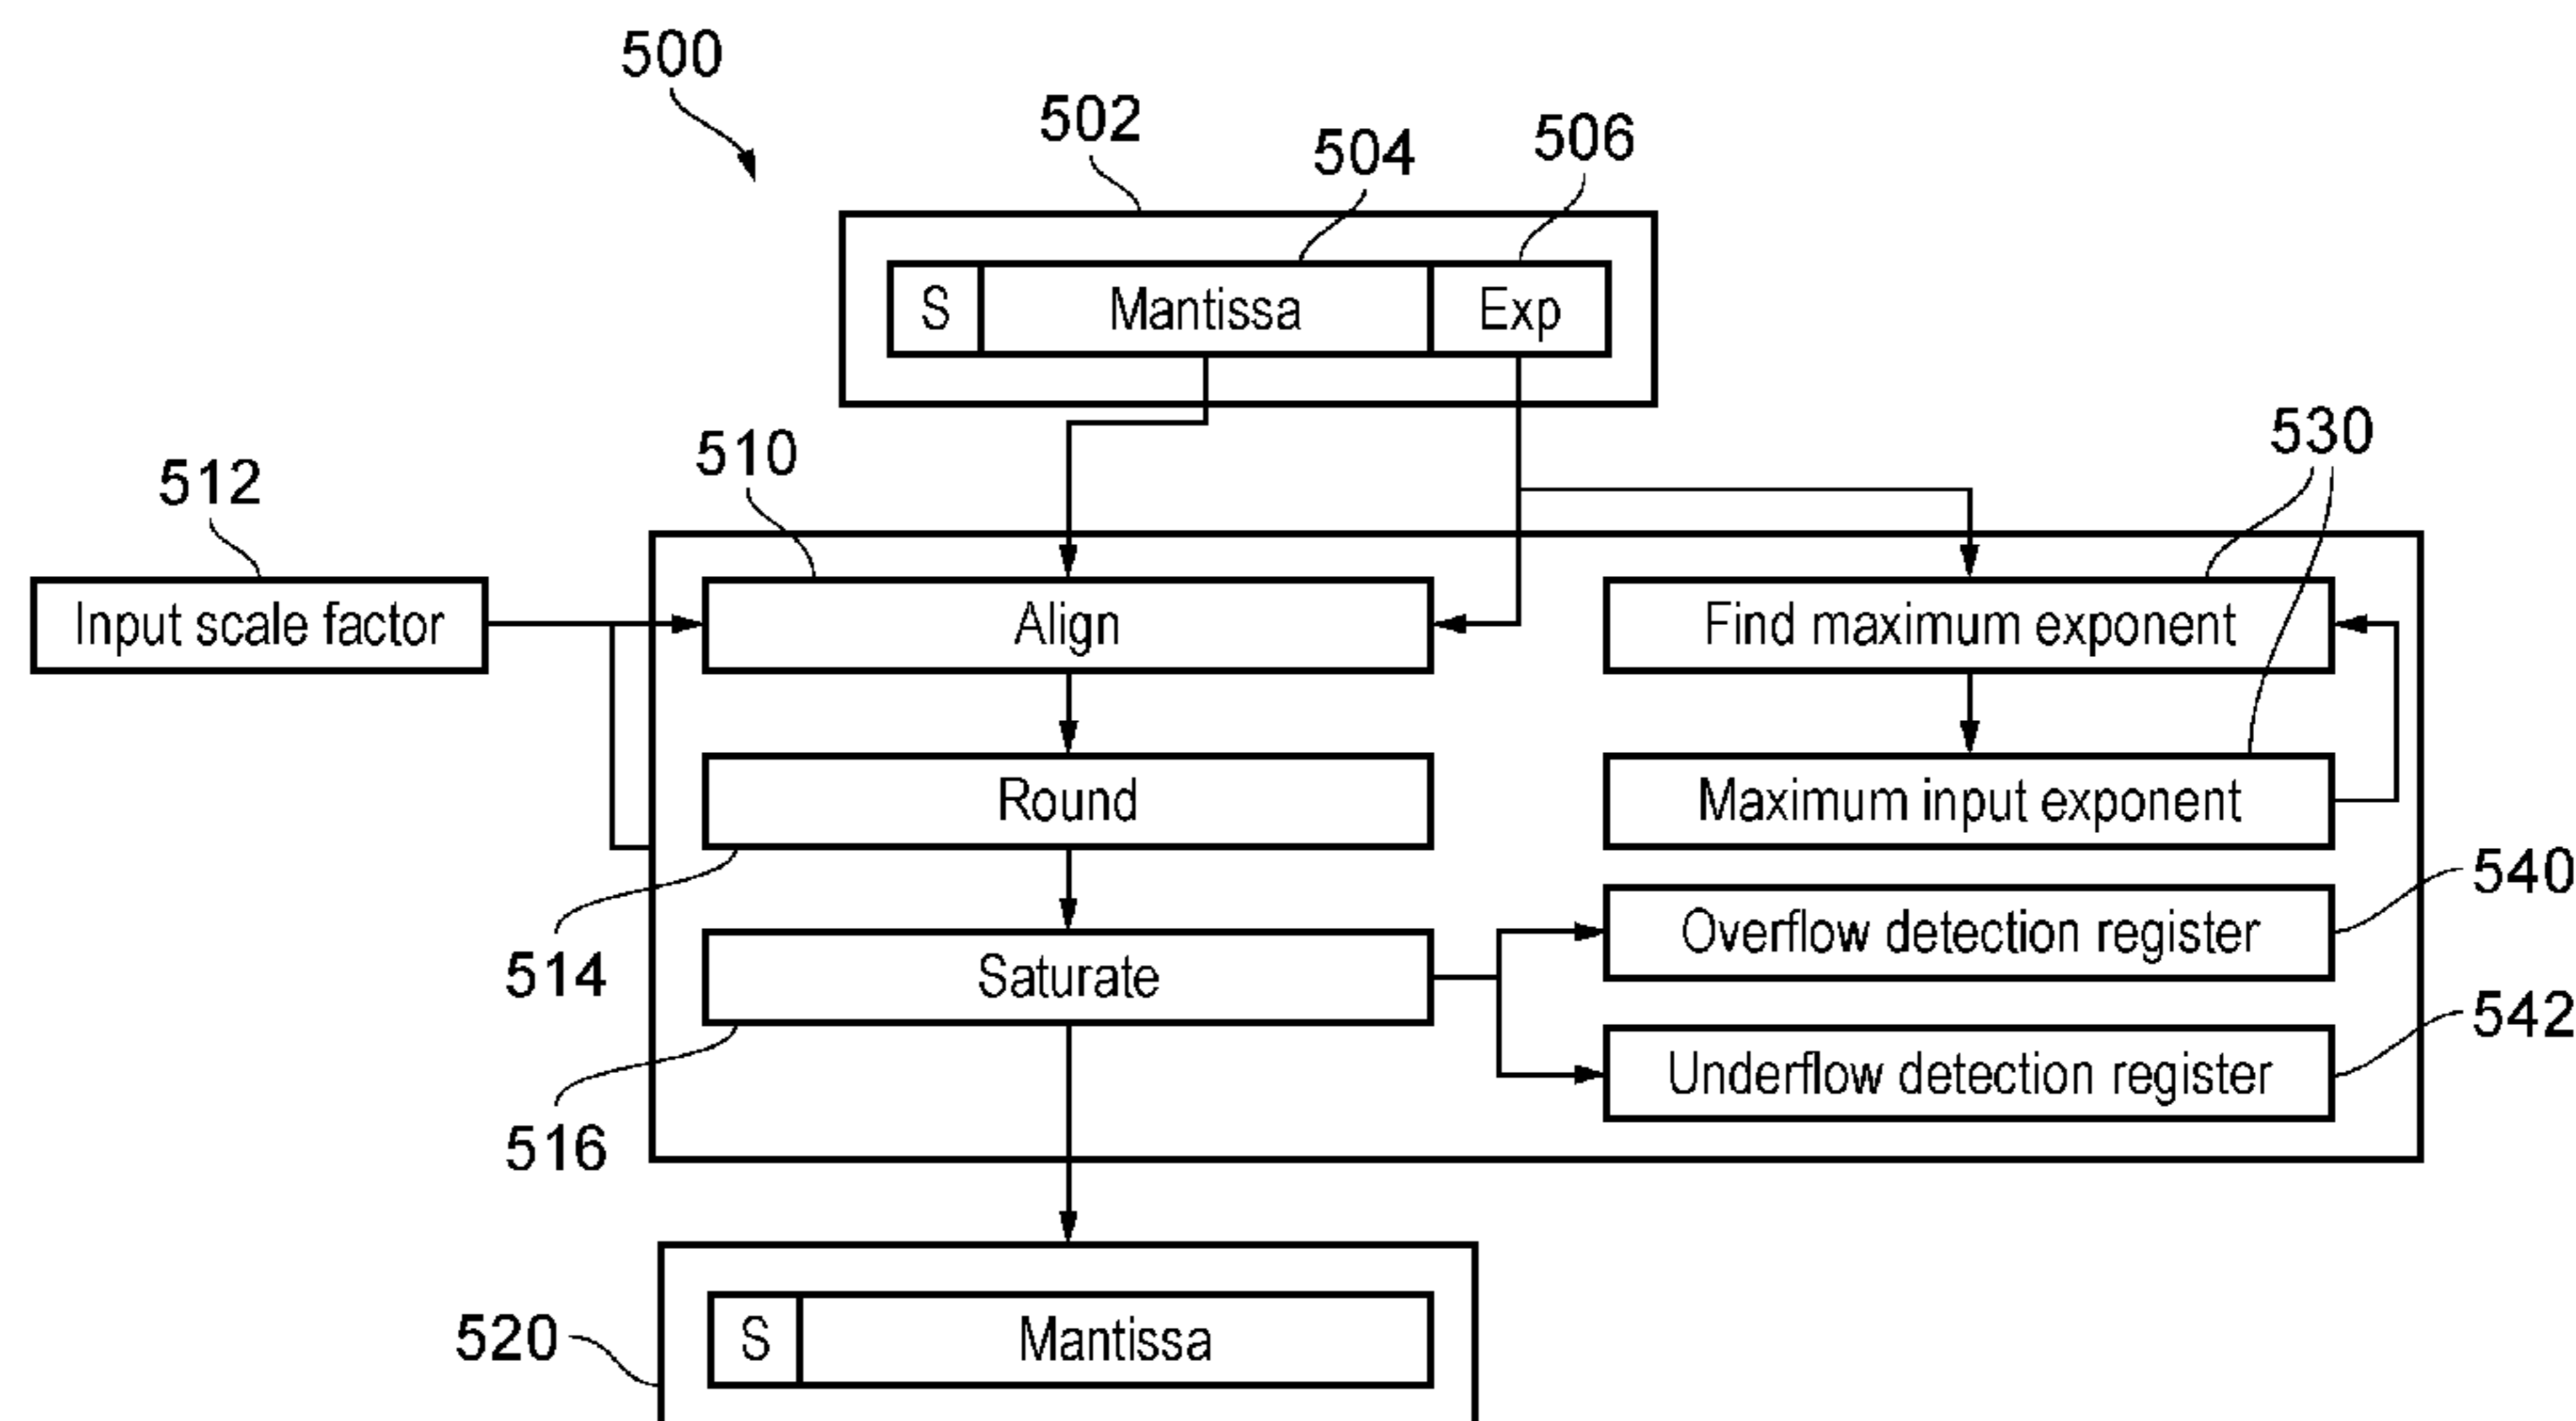 500
502
504
506
S Mantissa Exp
512
510
530
Input scale factor
Align
Find maximum exponent
Round
Maximum input exponent
514
Saturate
Overflow detection register
540
516
Underflow detection register
542
520
S Mantissa